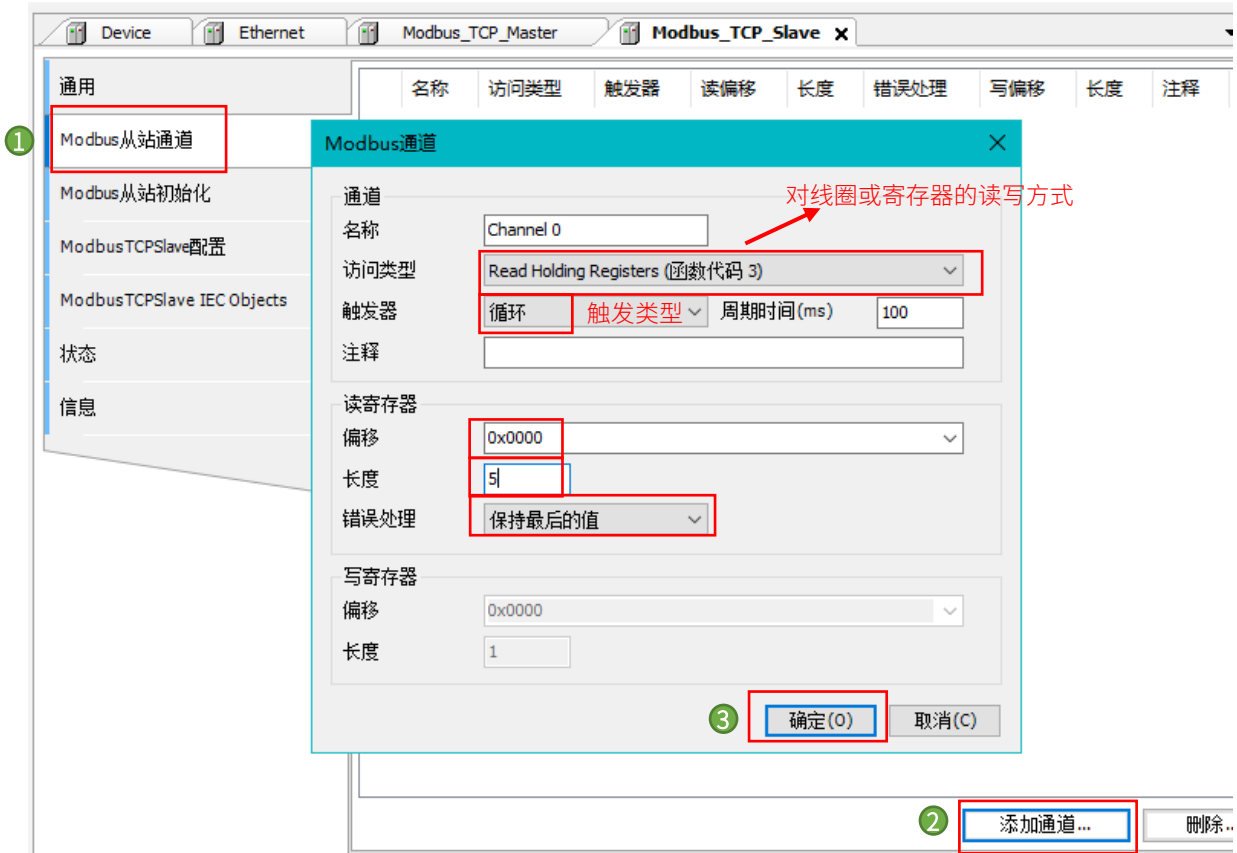 Device Ethernet Modbus_TCP_Master Modbus_TCP_Slave x
通用
名称 访问类型 触发器 读偏移 长度 错误处理 写偏移 长度 注释
1 Modbus从站通道
Modbus从站初始化
ModbusTCPSlave配置
ModbusTCPSlave IEC Objects
状态
信息
Modbus通道
对线圈或寄存器的读写方式
通道
名称 Channel 0
访问类型 Read Holding Registers (函数代码 3)
触发器 循环 触发类型 周期时间(ms) 100
注释
读寄存器
偏移 0x0000
长度 5
错误处理 保持最后的值
写寄存器
偏移 0x0000
长度 1
3 确定(O) 取消(C)
2 添加通道... 删除..